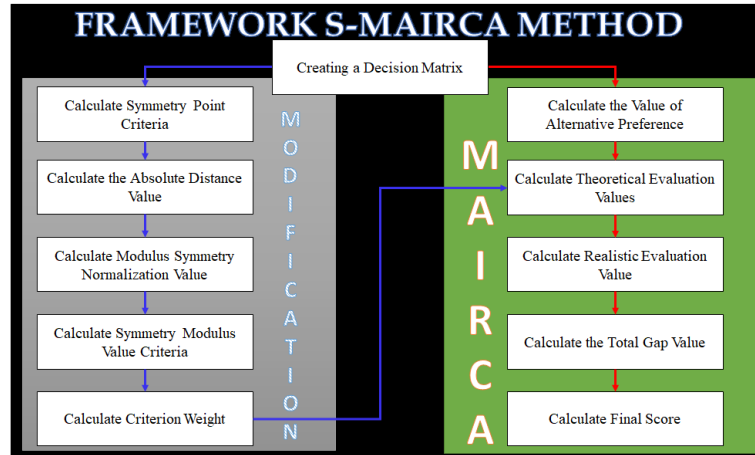 FRAMEWORK S-MAIRCA METHOD
Creating a Decision Matrix
Calculate Symmetry Point
Criteria
Calculate the Absolute Distance
Value
Calculate Modulus Symmetry
Normalization Value
Calculate Symmetry Modulus
Value Criteria
Calculate Criterion Weight
MODIFICATION
MAIRCA
Calculate the Value of
Alternative Preference
Calculate Theoretical Evaluation
Values
Calculate Realistic Evaluation
Value
Calculate the Total Gap Value
Calculate Final Score